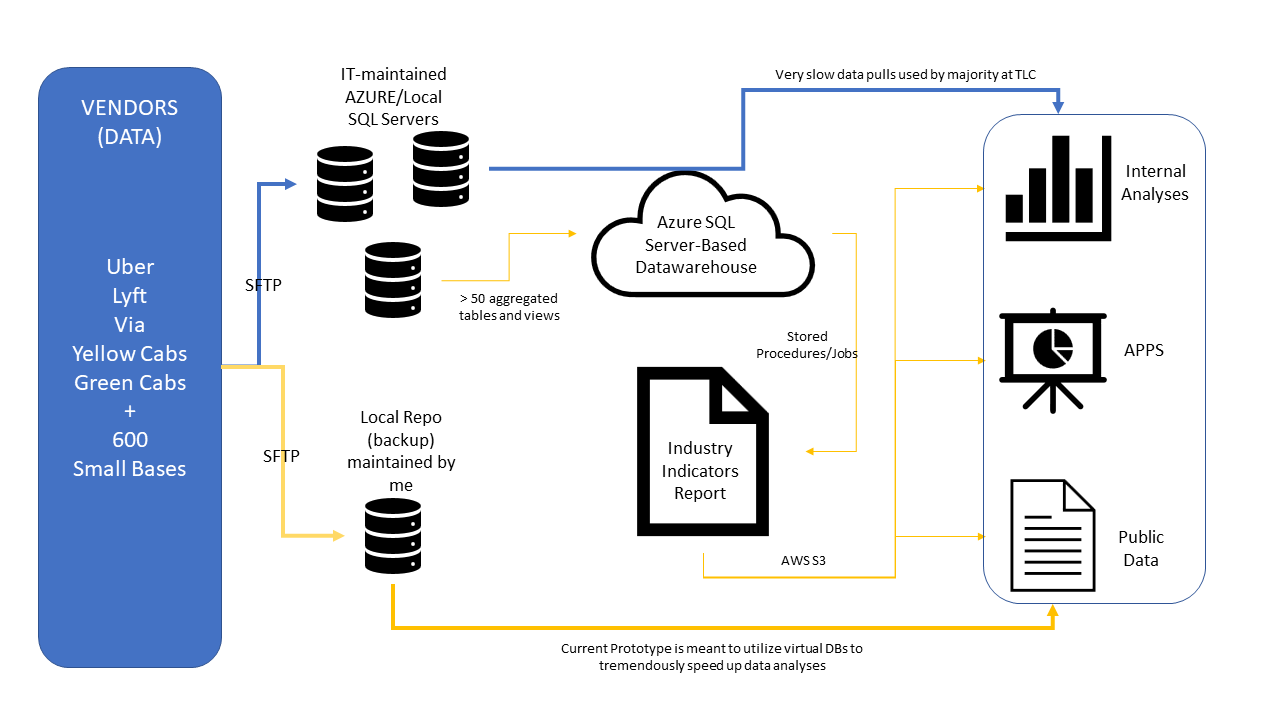 VENDORS
(DATA)
Uber
Lyft
Via
Yellow Cabs
Green Cabs
+
600
Small Bases
SFTP
SFTP
IT-maintained
AZURE/Local
SQL Servers
> 50 aggregated
tables and views
Local Repo
(backup)
maintained by
me
Azure SQL
Server-Based
Datawarehouse
Very slow data pulls used by majority at TLC
Stored
Procedures/Jobs
Industry
Indicators
Report
AWS S3
Current Prototype is meant to utilize virtual DBs to
tremendously speed up data analyses
Internal
Analyses
APPS
Public
Data